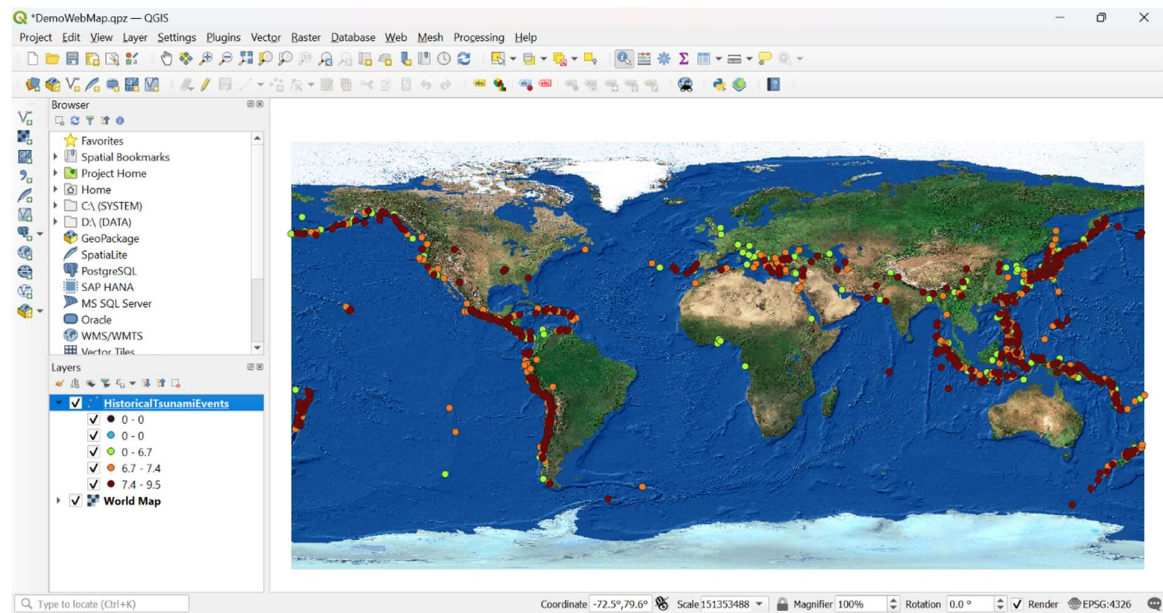 *DemoWebMap.qpz — QGIS
Project Edit View Layer Settings Plugins Vector Raster Database Web Mesh Processing Help
Browser
Favorites
Spatial Bookmarks
Project Home
Home
C:\ (SYSTEM)
D:\ (DATA)
GeoPackage
SpatiaLite
PostgreSQL
SAP HANA
MS SQL Server
Oracle
WMS/WMTS
Vector Tiles
Layers
HistoricalTsunamiEvents
0 - 0
0 - 0
0 - 6.7
6.7 - 7.4
7.4 - 9.5
World Map
Type to locate (Ctrl+K) Coordinate -72.5°,79.6° Scale 151353488 Magnifier 100% Rotation 0.0 ° Render EPSG:4326